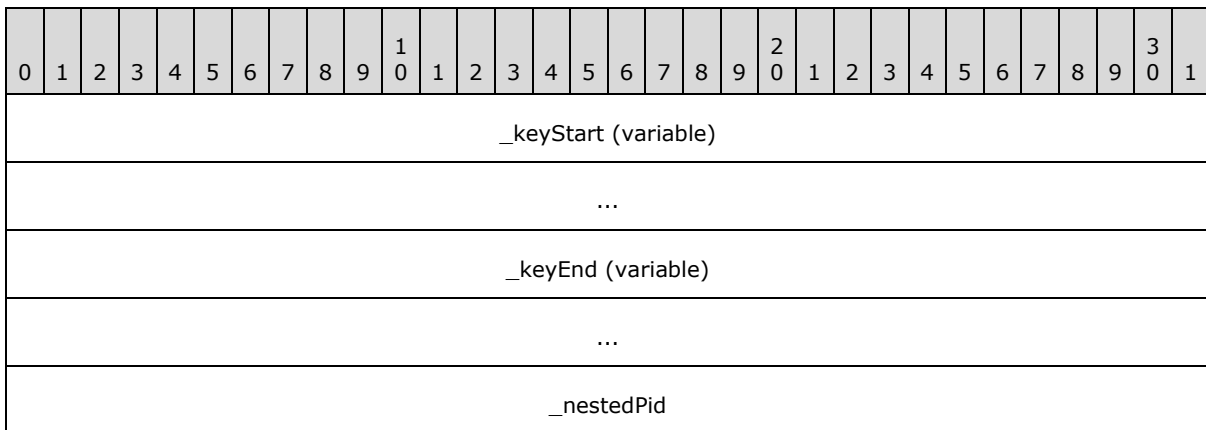 1 2 3
0 1 2 3 4 5 6 7 8 9 0 1 2 3 4 5 6 7 8 9 0 1 2 3 4 5 6 7 8 9 0 1
_keyStart (variable)
...
_keyEnd (variable)
...
_nestedPid